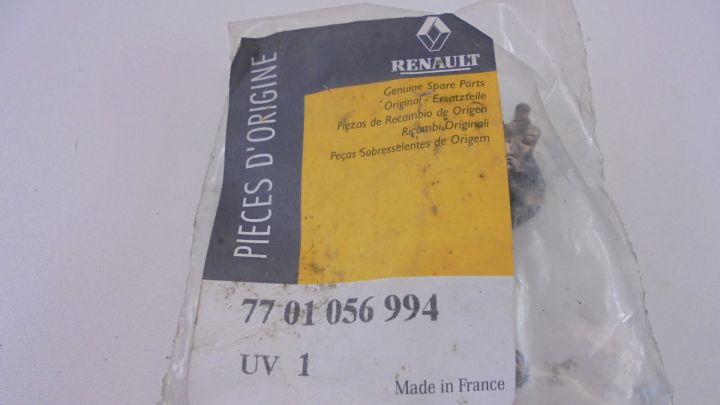 PIECES D'ORIGINE
RENAULT
Genuine Spare Parts
Original - Ersatzteile
Piezas de Recambio de Origen
Ricambi Originali
Peças Sobresselentes de Origem
77 01 056 994
UV 1
Made in France